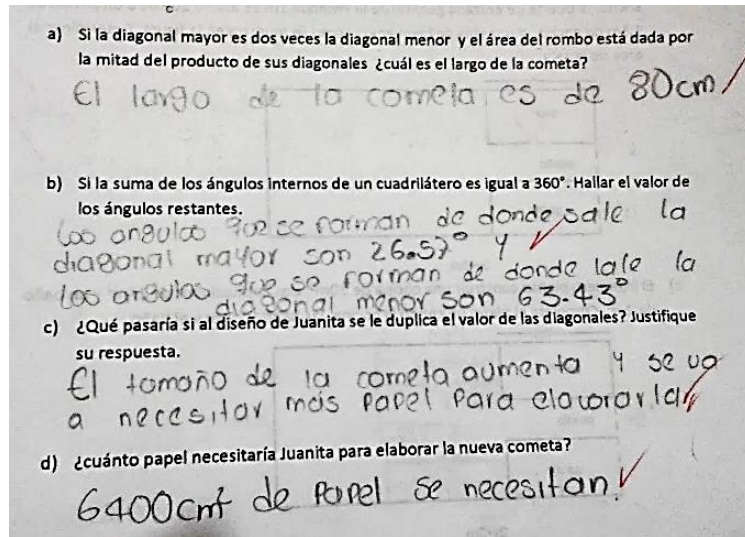 a) Si la diagonal mayor es dos veces la diagonal menor y el área del rombo está dada por
la mitad del producto de sus diagonales ¿cuál es el largo de la cometa?
El largo de la cometa es de 80cm
b) Si la suma de los ángulos internos de un cuadrilátero es igual a 360°. Hallar el valor de
los ángulos restantes.
los angulos que se forman de donde sale la
diagonal mayor son 26.57° y
los angulos que se forman de donde sale la
diagonal menor son 63.43°
c) ¿Qué pasaría si al diseño de Juanita se le duplica el valor de las diagonales? Justifique
su respuesta.
El tamaño de la cometa aumenta y se va
a necesitar más papel para elavorarla
d) ¿cuánto papel necesitaría Juanita para elaborar la nueva cometa?
6400cm² de papel se necesitan